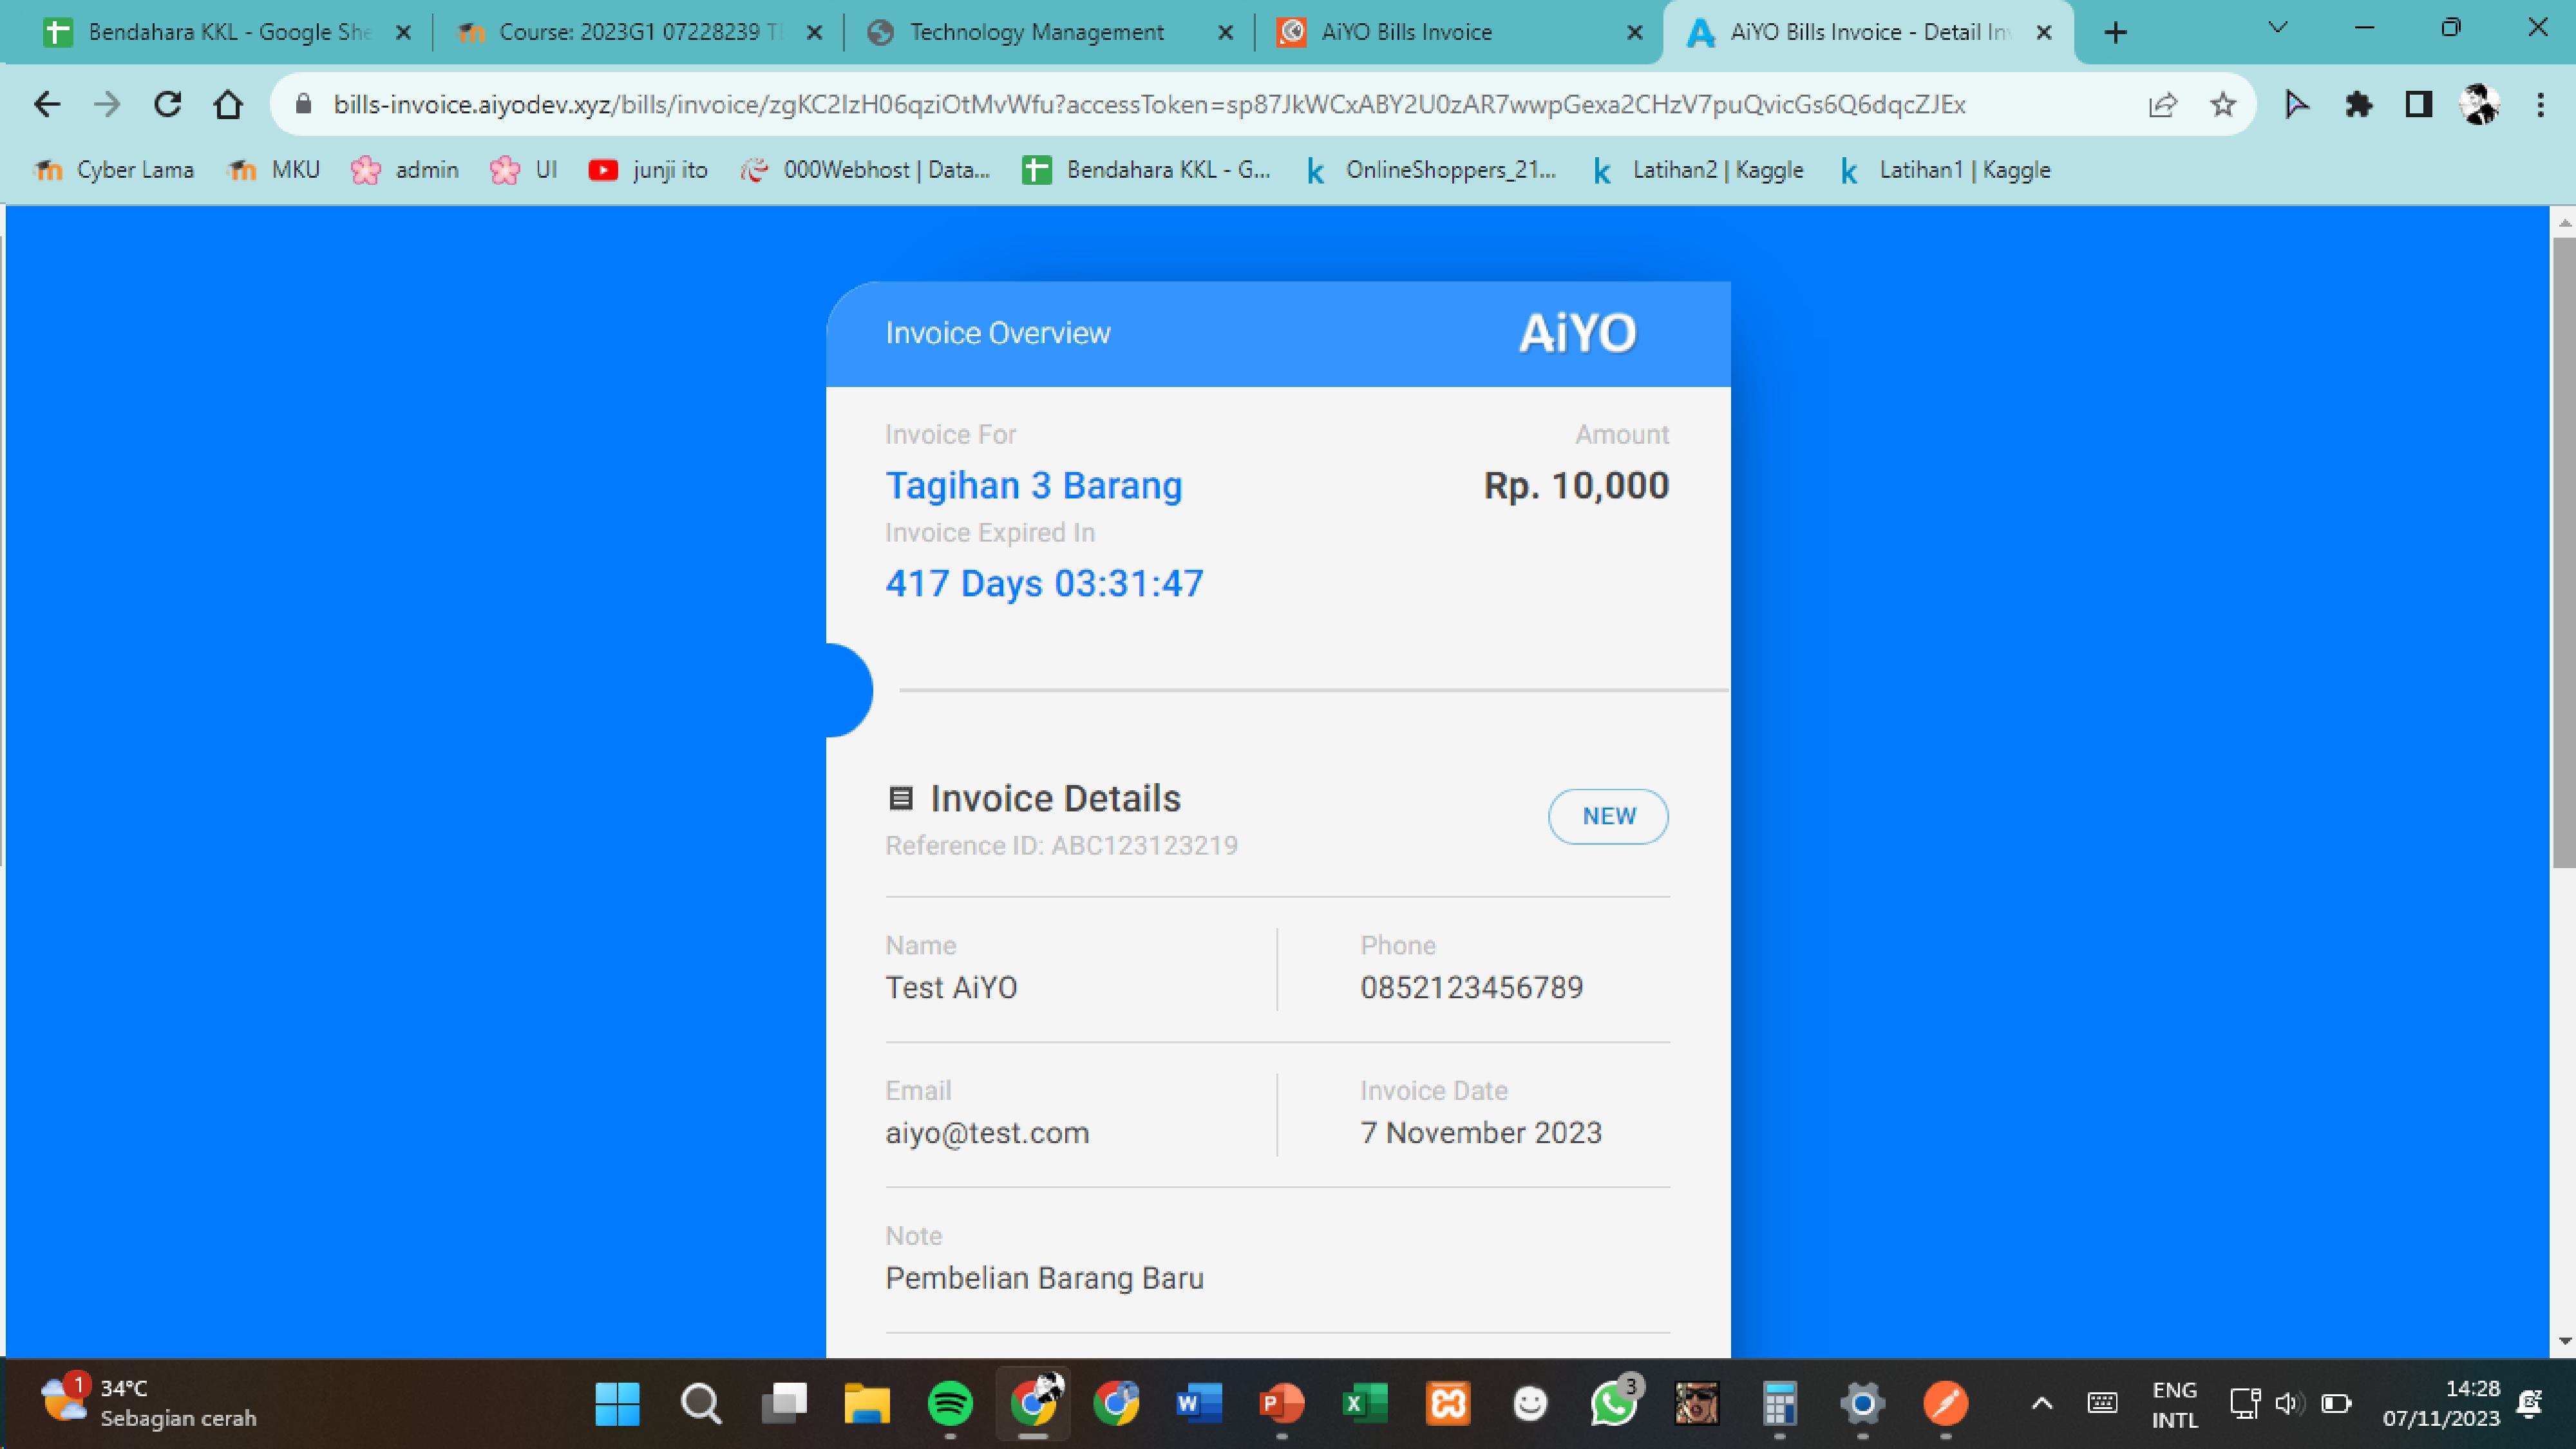 Bendahara KKL - Google She
Course: 2023G1 07228239 TI
Technology Management
AiYO Bills Invoice
AiYO Bills Invoice - Detail Inv
bills-invoice.aiyodev.xyz/bills/invoice/zgKC2IzH06qziOtMvWfu?accessToken=sp87JkWCxABY2U0zAR7wwpGexa2CHzV7puQvicGs6Q6dqcZJEx
Cyber Lama
MKU
admin
UI
junji ito
000Webhost | Data...
Bendahara KKL - G...
OnlineShoppers_21...
Latihan2 | Kaggle
Latihan1 | Kaggle
Invoice Overview
AiYO
Invoice For
Amount
Tagihan 3 Barang
Rp. 10,000
Invoice Expired In
417 Days 03:31:47
Invoice Details
NEW
Reference ID: ABC123123219
Name
Phone
Test AiYO
0852123456789
Email
Invoice Date
aiyo@test.com
7 November 2023
Note
Pembelian Barang Baru
1
34°C
Sebagian cerah
W
P
X
3
ENG
INTL
14:28
07/11/2023